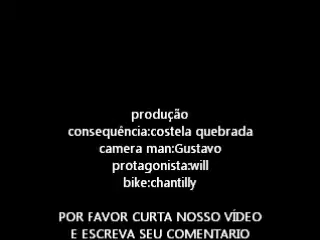 produção
consequência:costela quebrada
camera man:Gustavo
protagonista:will
bike:chantilly
POR FAVOR CURTA NOSSO VÍDEO
E ESCREVA SEU COMENTARIO